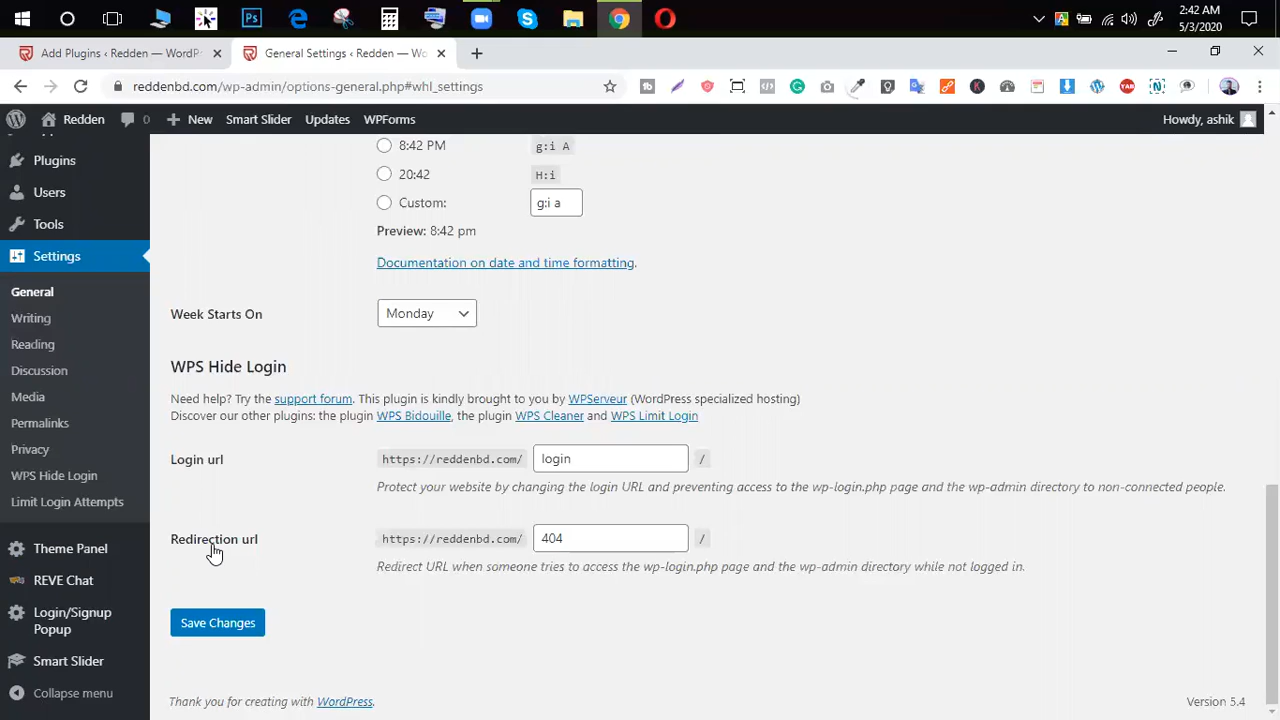 2:42 AM
5/3/2020
Add Plugins ‹ Redden — WordP
General Settings ‹ Redden — Wo
reddenbd.com/wp-admin/options-general.php#whl_settings
Redden 0 New Smart Slider Updates WPForms Howdy, ashik
Plugins
Users
Tools
Settings
General
Writing
Reading
Discussion
Media
Permalinks
Privacy
WPS Hide Login
Limit Login Attempts
Theme Panel
REVE Chat
Login/Signup
Popup
Smart Slider
Collapse menu
8:42 PM g:i A
20:42 H:i
Custom: g:i a
Preview: 8:42 pm
Documentation on date and time formatting.
Week Starts On Monday
WPS Hide Login
Need help? Try the support forum. This plugin is kindly brought to you by WPServeur (WordPress specialized hosting)
Discover our other plugins: the plugin WPS Bidouille, the plugin WPS Cleaner and WPS Limit Login
Login url https://reddenbd.com/ login /
Protect your website by changing the login URL and preventing access to the wp-login.php page and the wp-admin directory to non-connected people.
Redirection url https://reddenbd.com/ 404 /
Redirect URL when someone tries to access the wp-login.php page and the wp-admin directory while not logged in.
Save Changes
Thank you for creating with WordPress.
Version 5.4